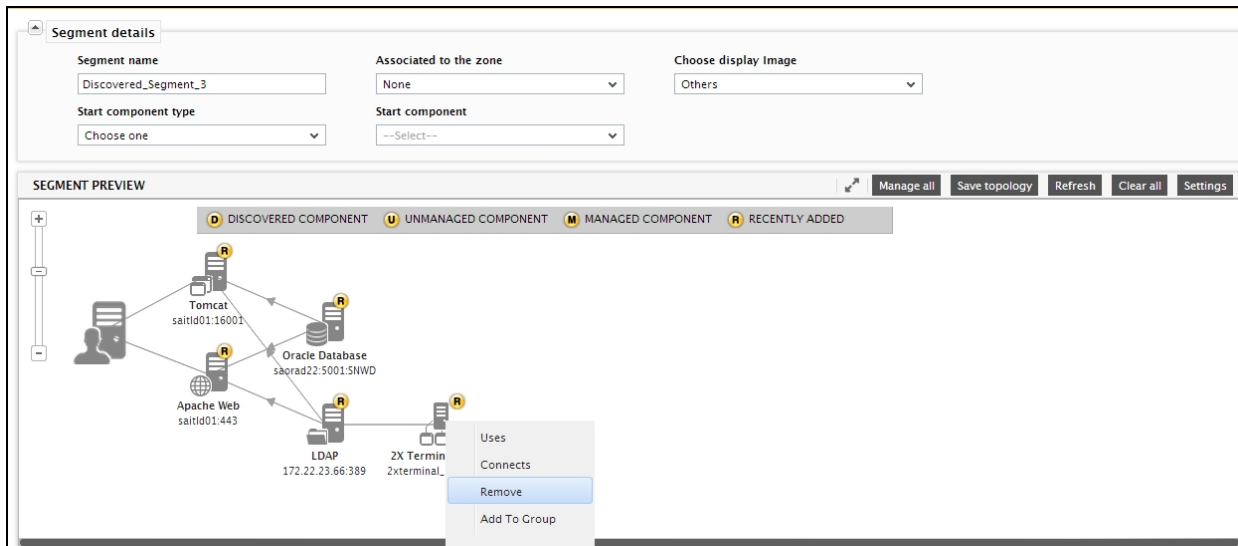 Segment details
Segment name
Associated to the zone
Choose display Image
Discovered_Segment_3
None
Others
Start component type
Start component
Choose one
--Select--
SEGMENT PREVIEW
Manage all
Save topology
Refresh
Clear all
Settings
D DISCOVERED COMPONENT
U UNMANAGED COMPONENT
M MANAGED COMPONENT
R RECENTLY ADDED
R
Tomcat
saitld01:16001
R
Oracle Database
saorad22:5001:SNWD
R
Apache Web
saitld01:443
R
LDAP
172.22.23.66:389
R
2X Termin
2xterminal_
Uses
Connects
Remove
Add To Group